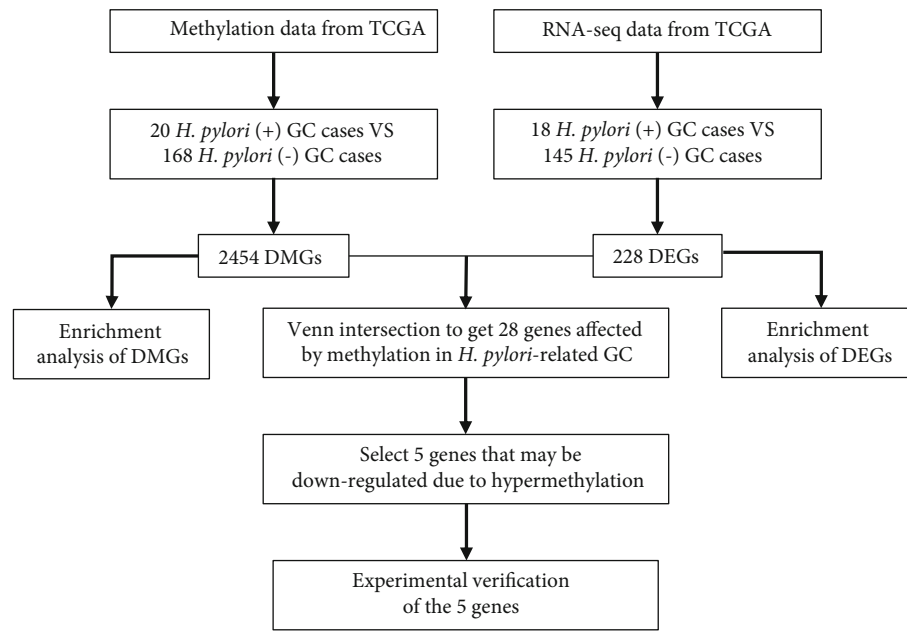 Methylation data from TCGA
RNA-seq data from TCGA
20 H. pylori (+) GC cases VS
168 H. pylori (-) GC cases
18 H. pylori (+) GC cases VS
145 H. pylori (-) GC cases
2454 DMGs
228 DEGs
Enrichment
analysis of DMGs
Venn intersection to get 28 genes affected
by methylation in H. pylori-related GC
Enrichment
analysis of DEGs
Select 5 genes that may be
down-regulated due to hypermethylation
Experimental verification
of the 5 genes